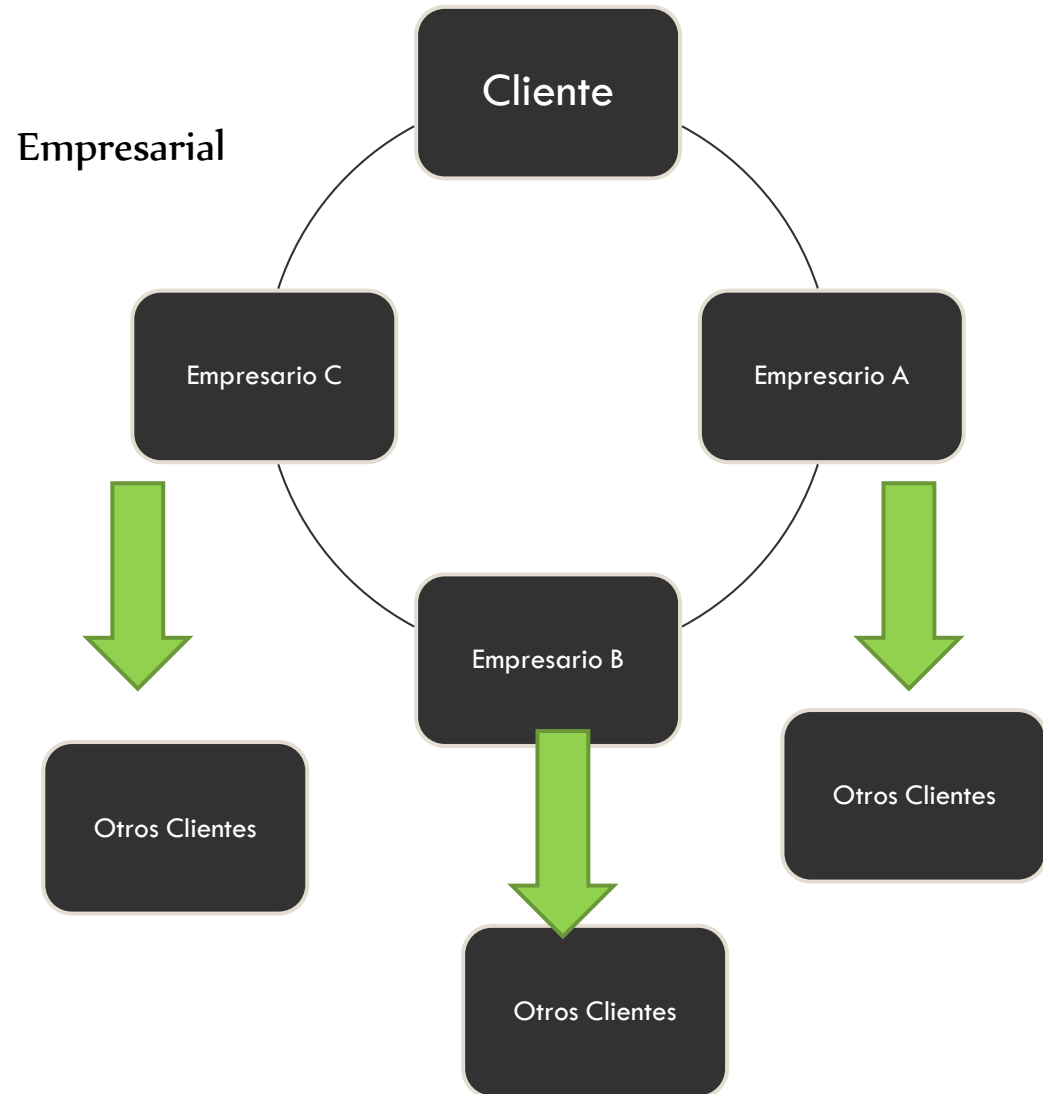 Cliente
Empresarial
Empresario C
Empresario A
Empresario B
Otros Clientes
Otros Clientes
Otros Clientes